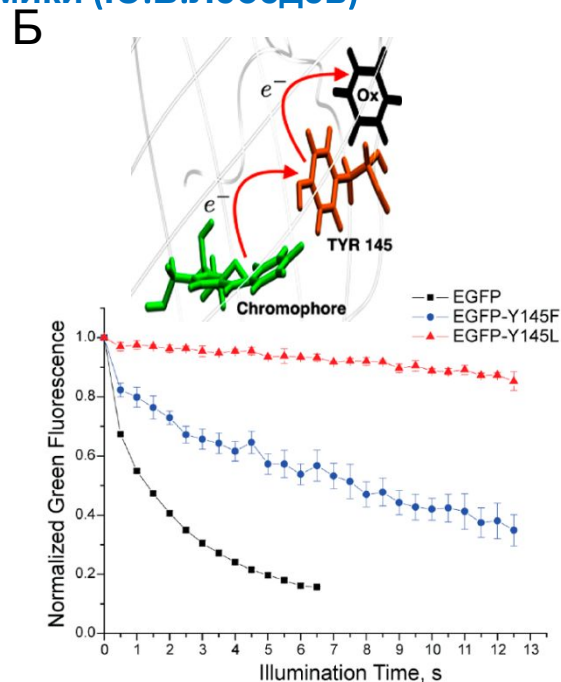 Б
e⁻
Ox
e⁻
TYR 145
Chromophore
EGFP
EGFP-Y145F
EGFP-Y145L
Normalized Green Fluorescence
1.0
0.8
0.6
0.4
0.2
0.0
0 1 2 3 4 5 6 7 8 9 10 11 12 13
Illumination Time, s